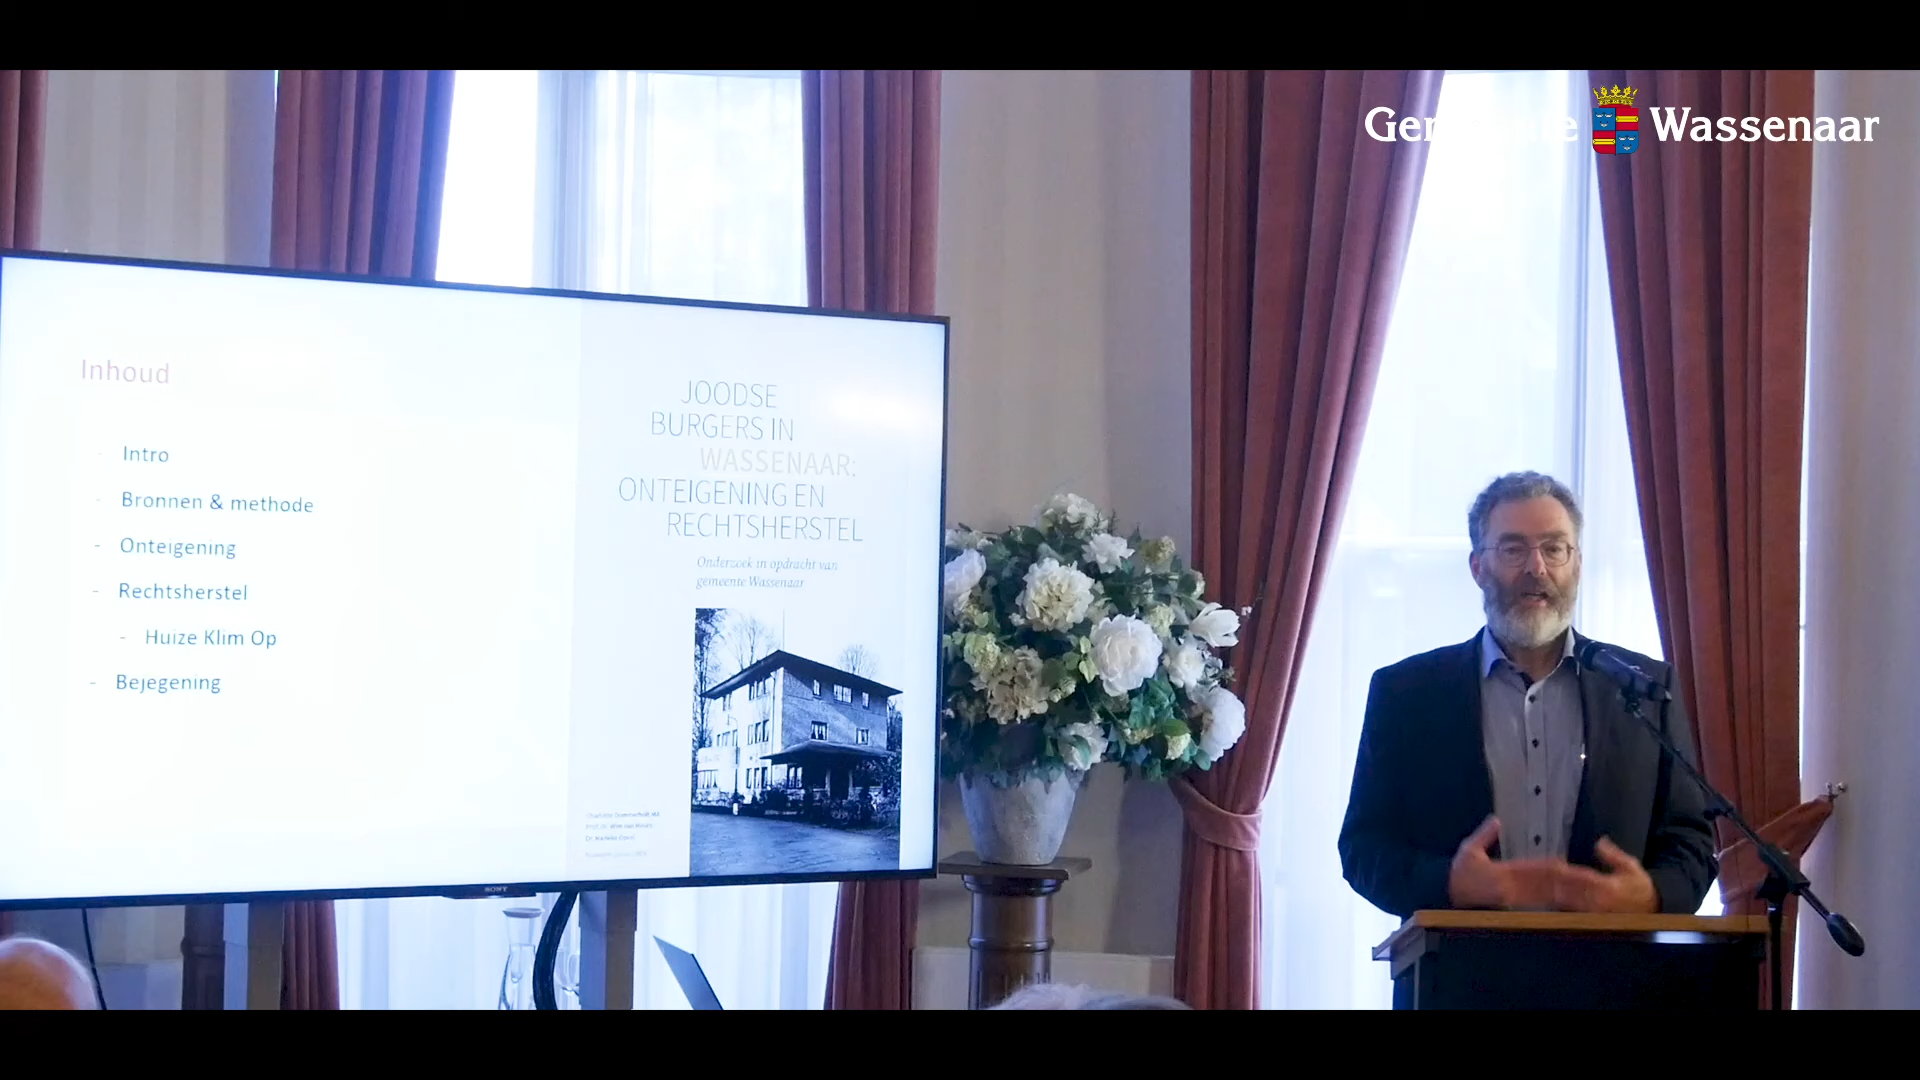 Gemeente Wassenaar
Inhoud
- Intro
- Bronnen & methode
- Onteigening
- Rechtsherstel
- Huize Klim Op
- Bejegening
JOODSE
BURGERS IN
WASSENAAR:
ONTEIGENING EN
RECHTSHERSTEL
Onderzoek in opdracht van
gemeente Wassenaar
SONY